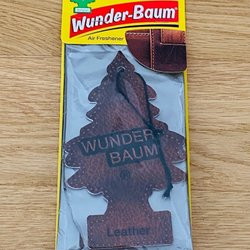 Wunder-Baum®
Air Freshener
WUNDER-
BAUM
®
Leather